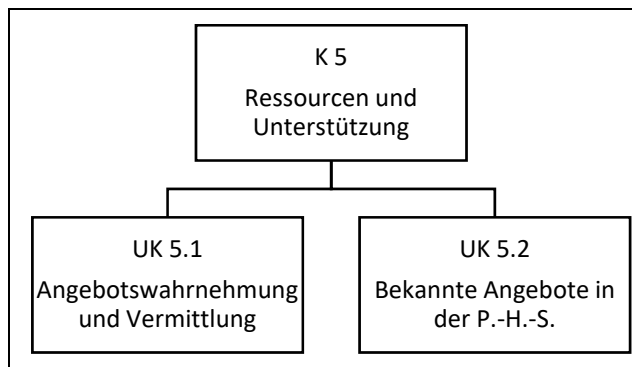 K 5
Ressourcen und
Unterstützung
UK 5.1
Angebotswahrnehmung
und Vermittlung
UK 5.2
Bekannte Angebote in
der P.-H.-S.